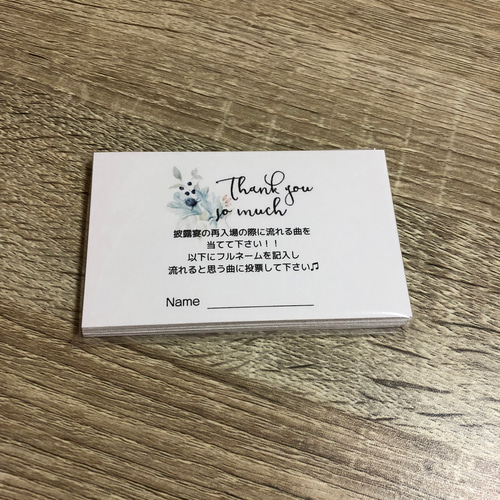 Thank you
so much
披露宴の再入場の際に流れる曲を
当てて下さい！！
以下にフルネームを記入し
流れると思う曲に投票して下さい♫
Name